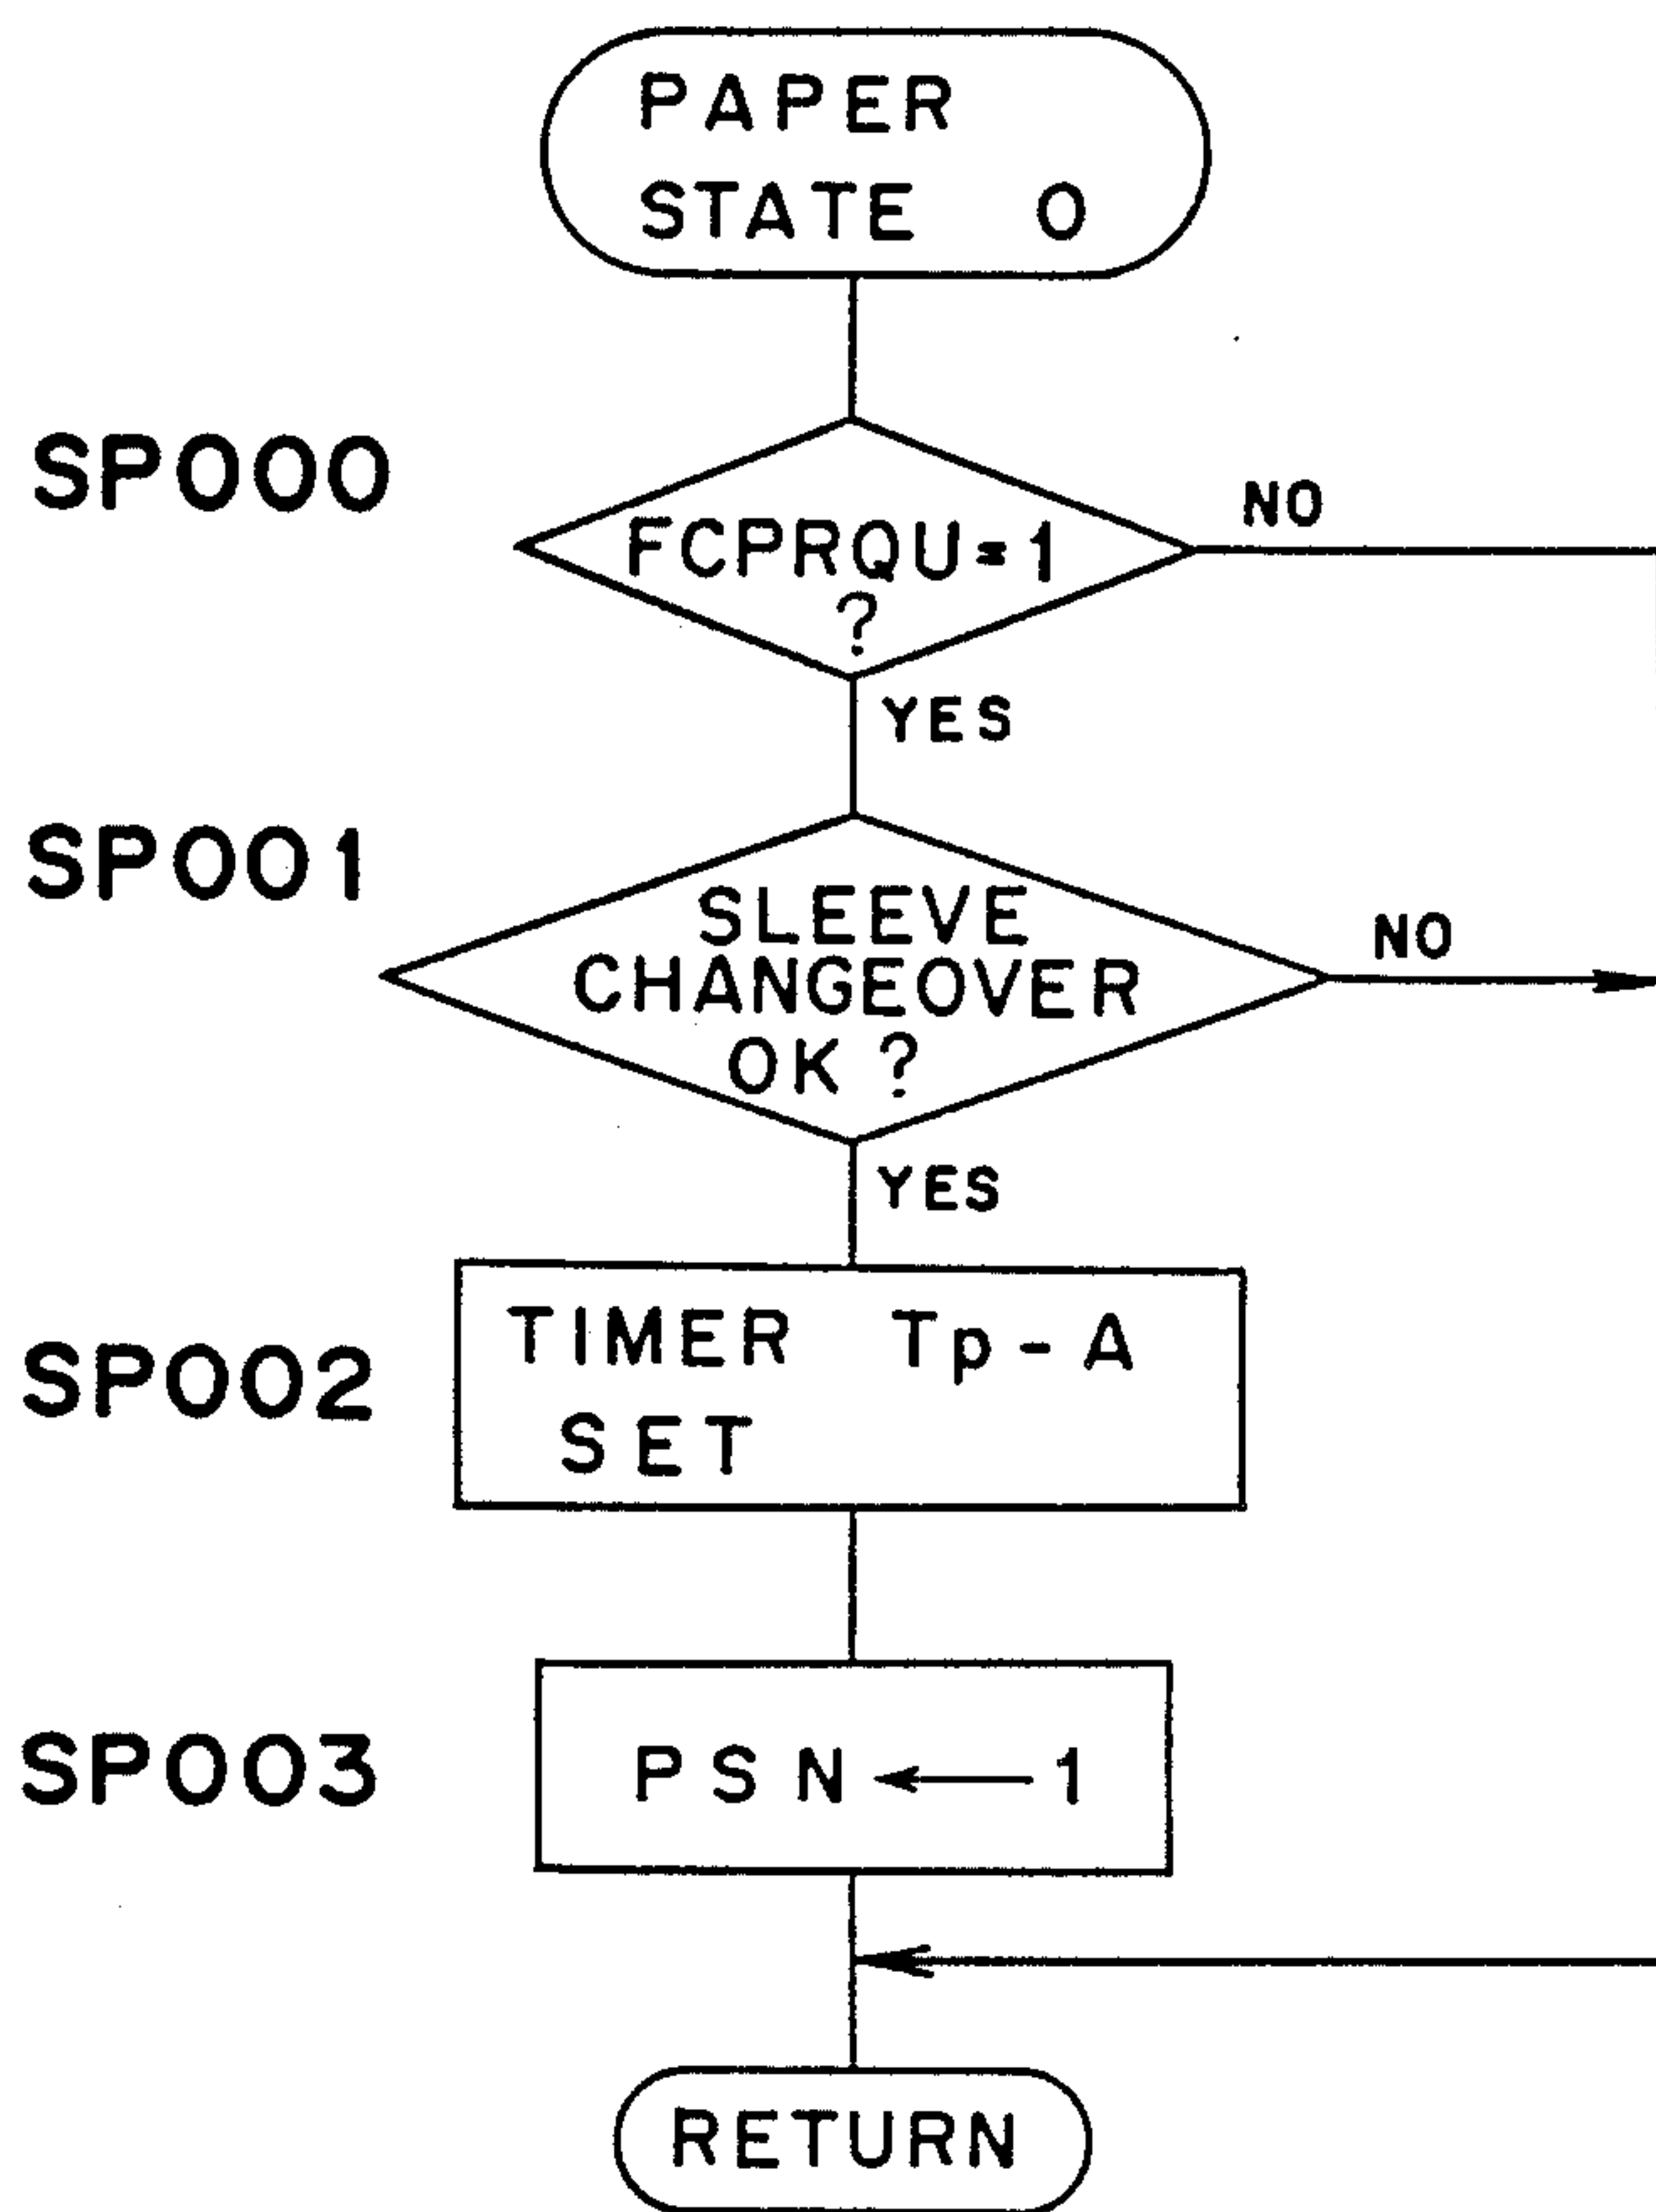 PAPER
STATE 0
SP000
FCPRQU=1
?
NO
YES
SP001
SLEEVE
CHANGEOVER
OK ?
NO
YES
SP002
TIMER Tp-A
SET
SP003
PSN←1
RETURN